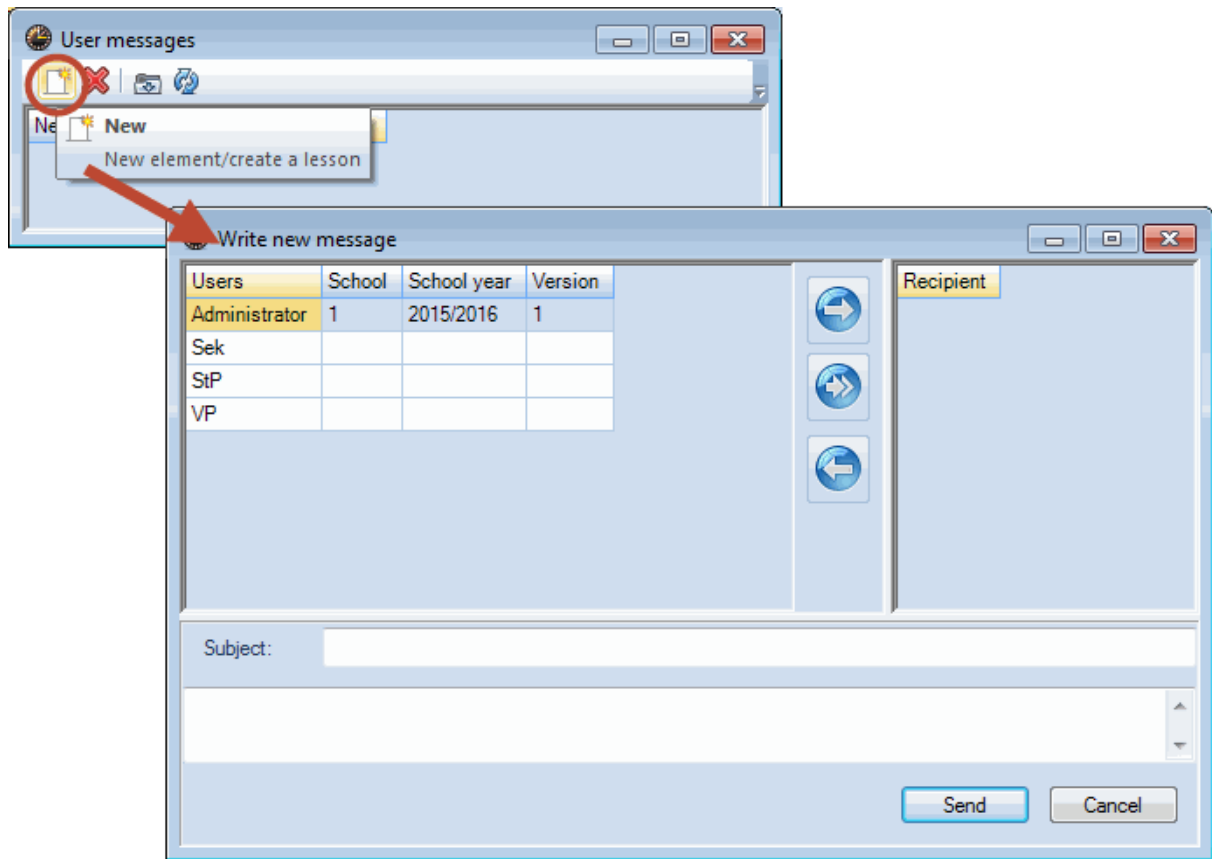 User messages
Ne
New
New element/create a lesson
Write new message
Users School School year Version
Administrator 1 2015/2016 1
Sek
StP
VP
Recipient
Subject:
Send Cancel